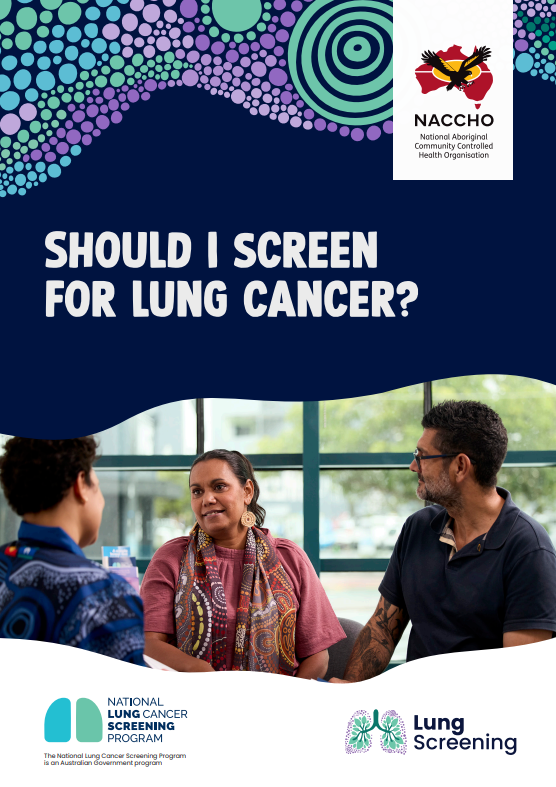 NACCHO
National Aboriginal
Community Controlled
Health Organisation
SHOULD I SCREEN
FOR LUNG CANCER?
NATIONAL
LUNG CANCER
SCREENING
PROGRAM
The National Lung Cancer Screening Program
is an Australian Government program
Lung
Screening